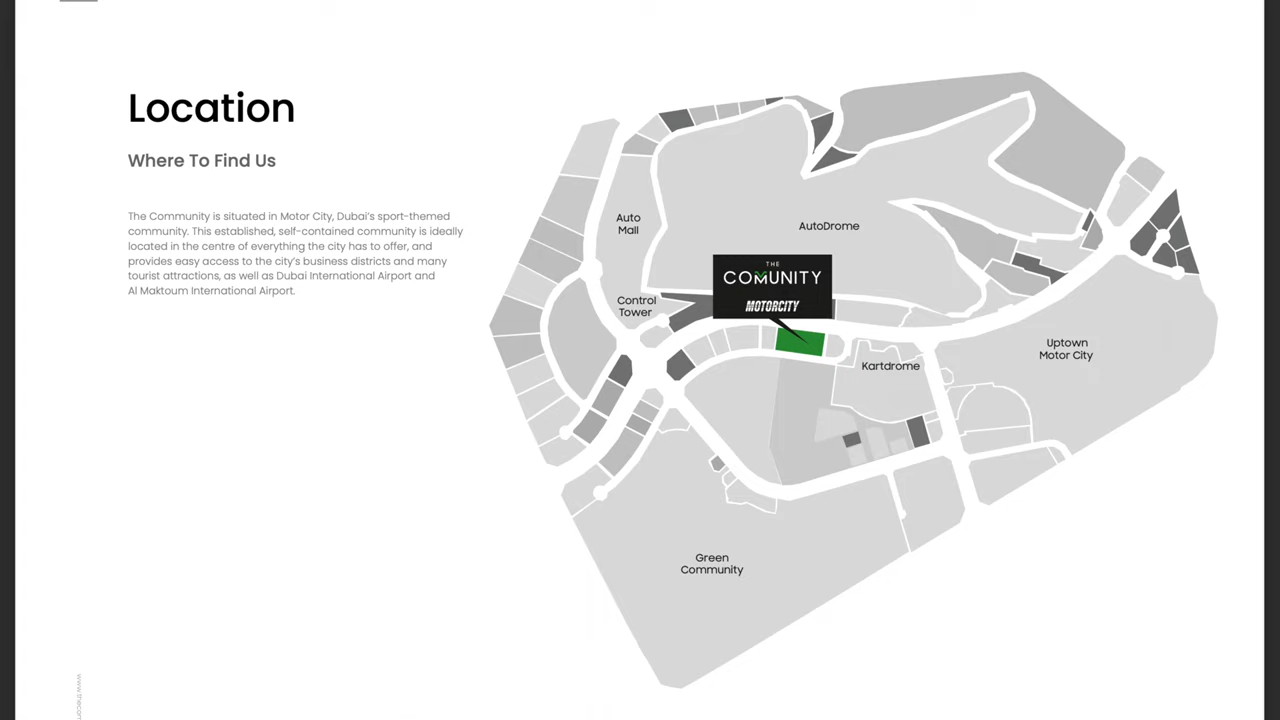 Location
Where To Find Us
The Community is situated in Motor City, Dubai's sport-themed
community. This established, self-contained community is ideally
located in the centre of everything the city has to offer, and
provides easy access to the city's business districts and many
tourist attractions, as well as Dubai International Airport and
Al Maktoum International Airport.
Auto
Mall
AutoDrome
THE
COMUNITY
MOTORCITY
Control
Tower
Uptown
Motor City
Kartdrome
Green
Community